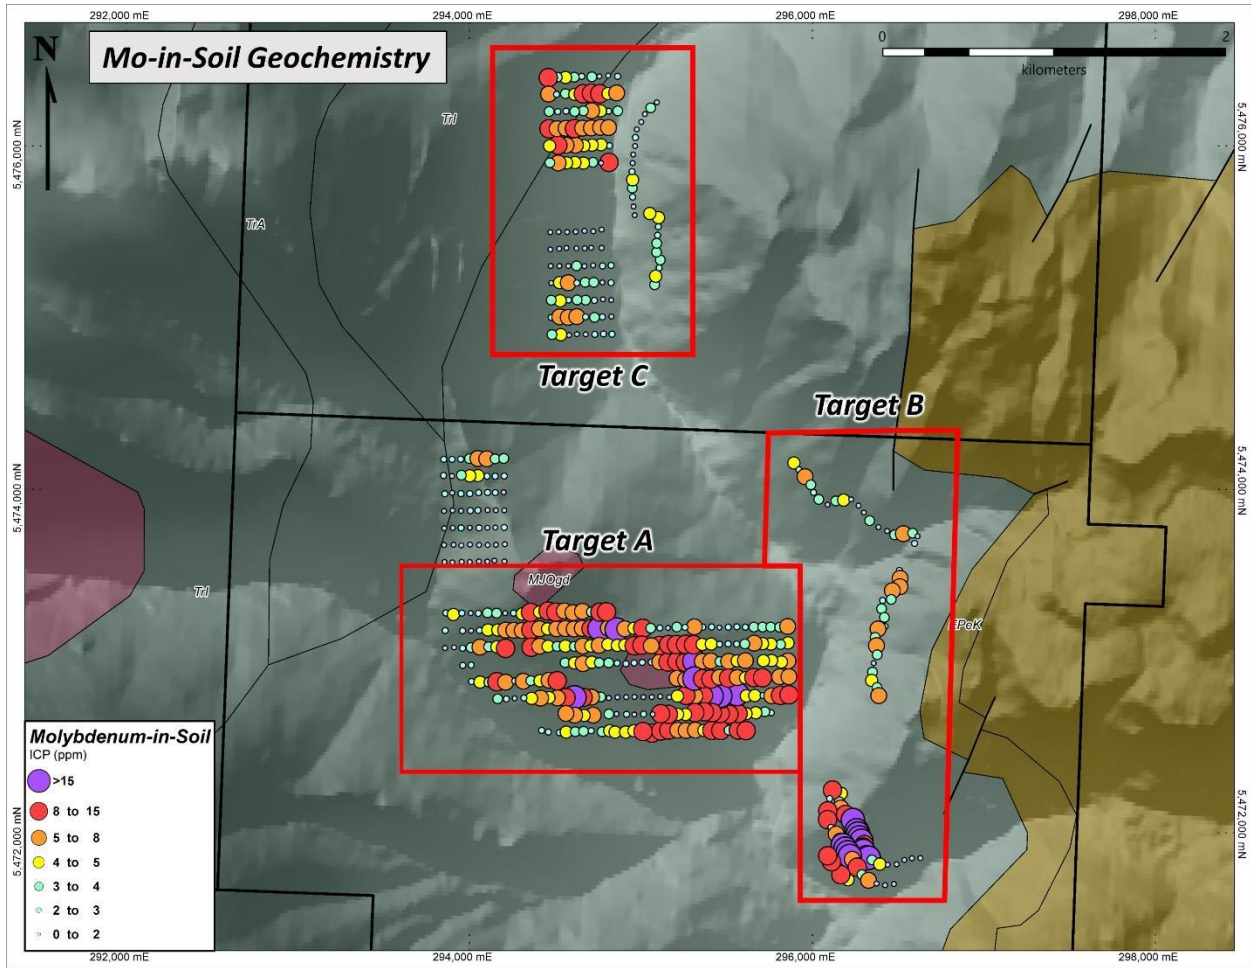 292,000 mE
294,000 mE
296,000 mE
298,000 mE
N
Mo-in-Soil Geochemistry
0
2
kilometers
TrI
5,476,000 mN
5,476,000 mN
TrA
Target C
Target B
5,474,000 mN
5,474,000 mN
Target A
MJOgd
TrI
EPeK
Molybdenum-in-Soil
ICP (ppm)
>15
8 to 15
5 to 8
4 to 5
3 to 4
2 to 3
0 to 2
5,472,000 mN
5,472,000 mN
292,000 mE
294,000 mE
296,000 mE
298,000 mE